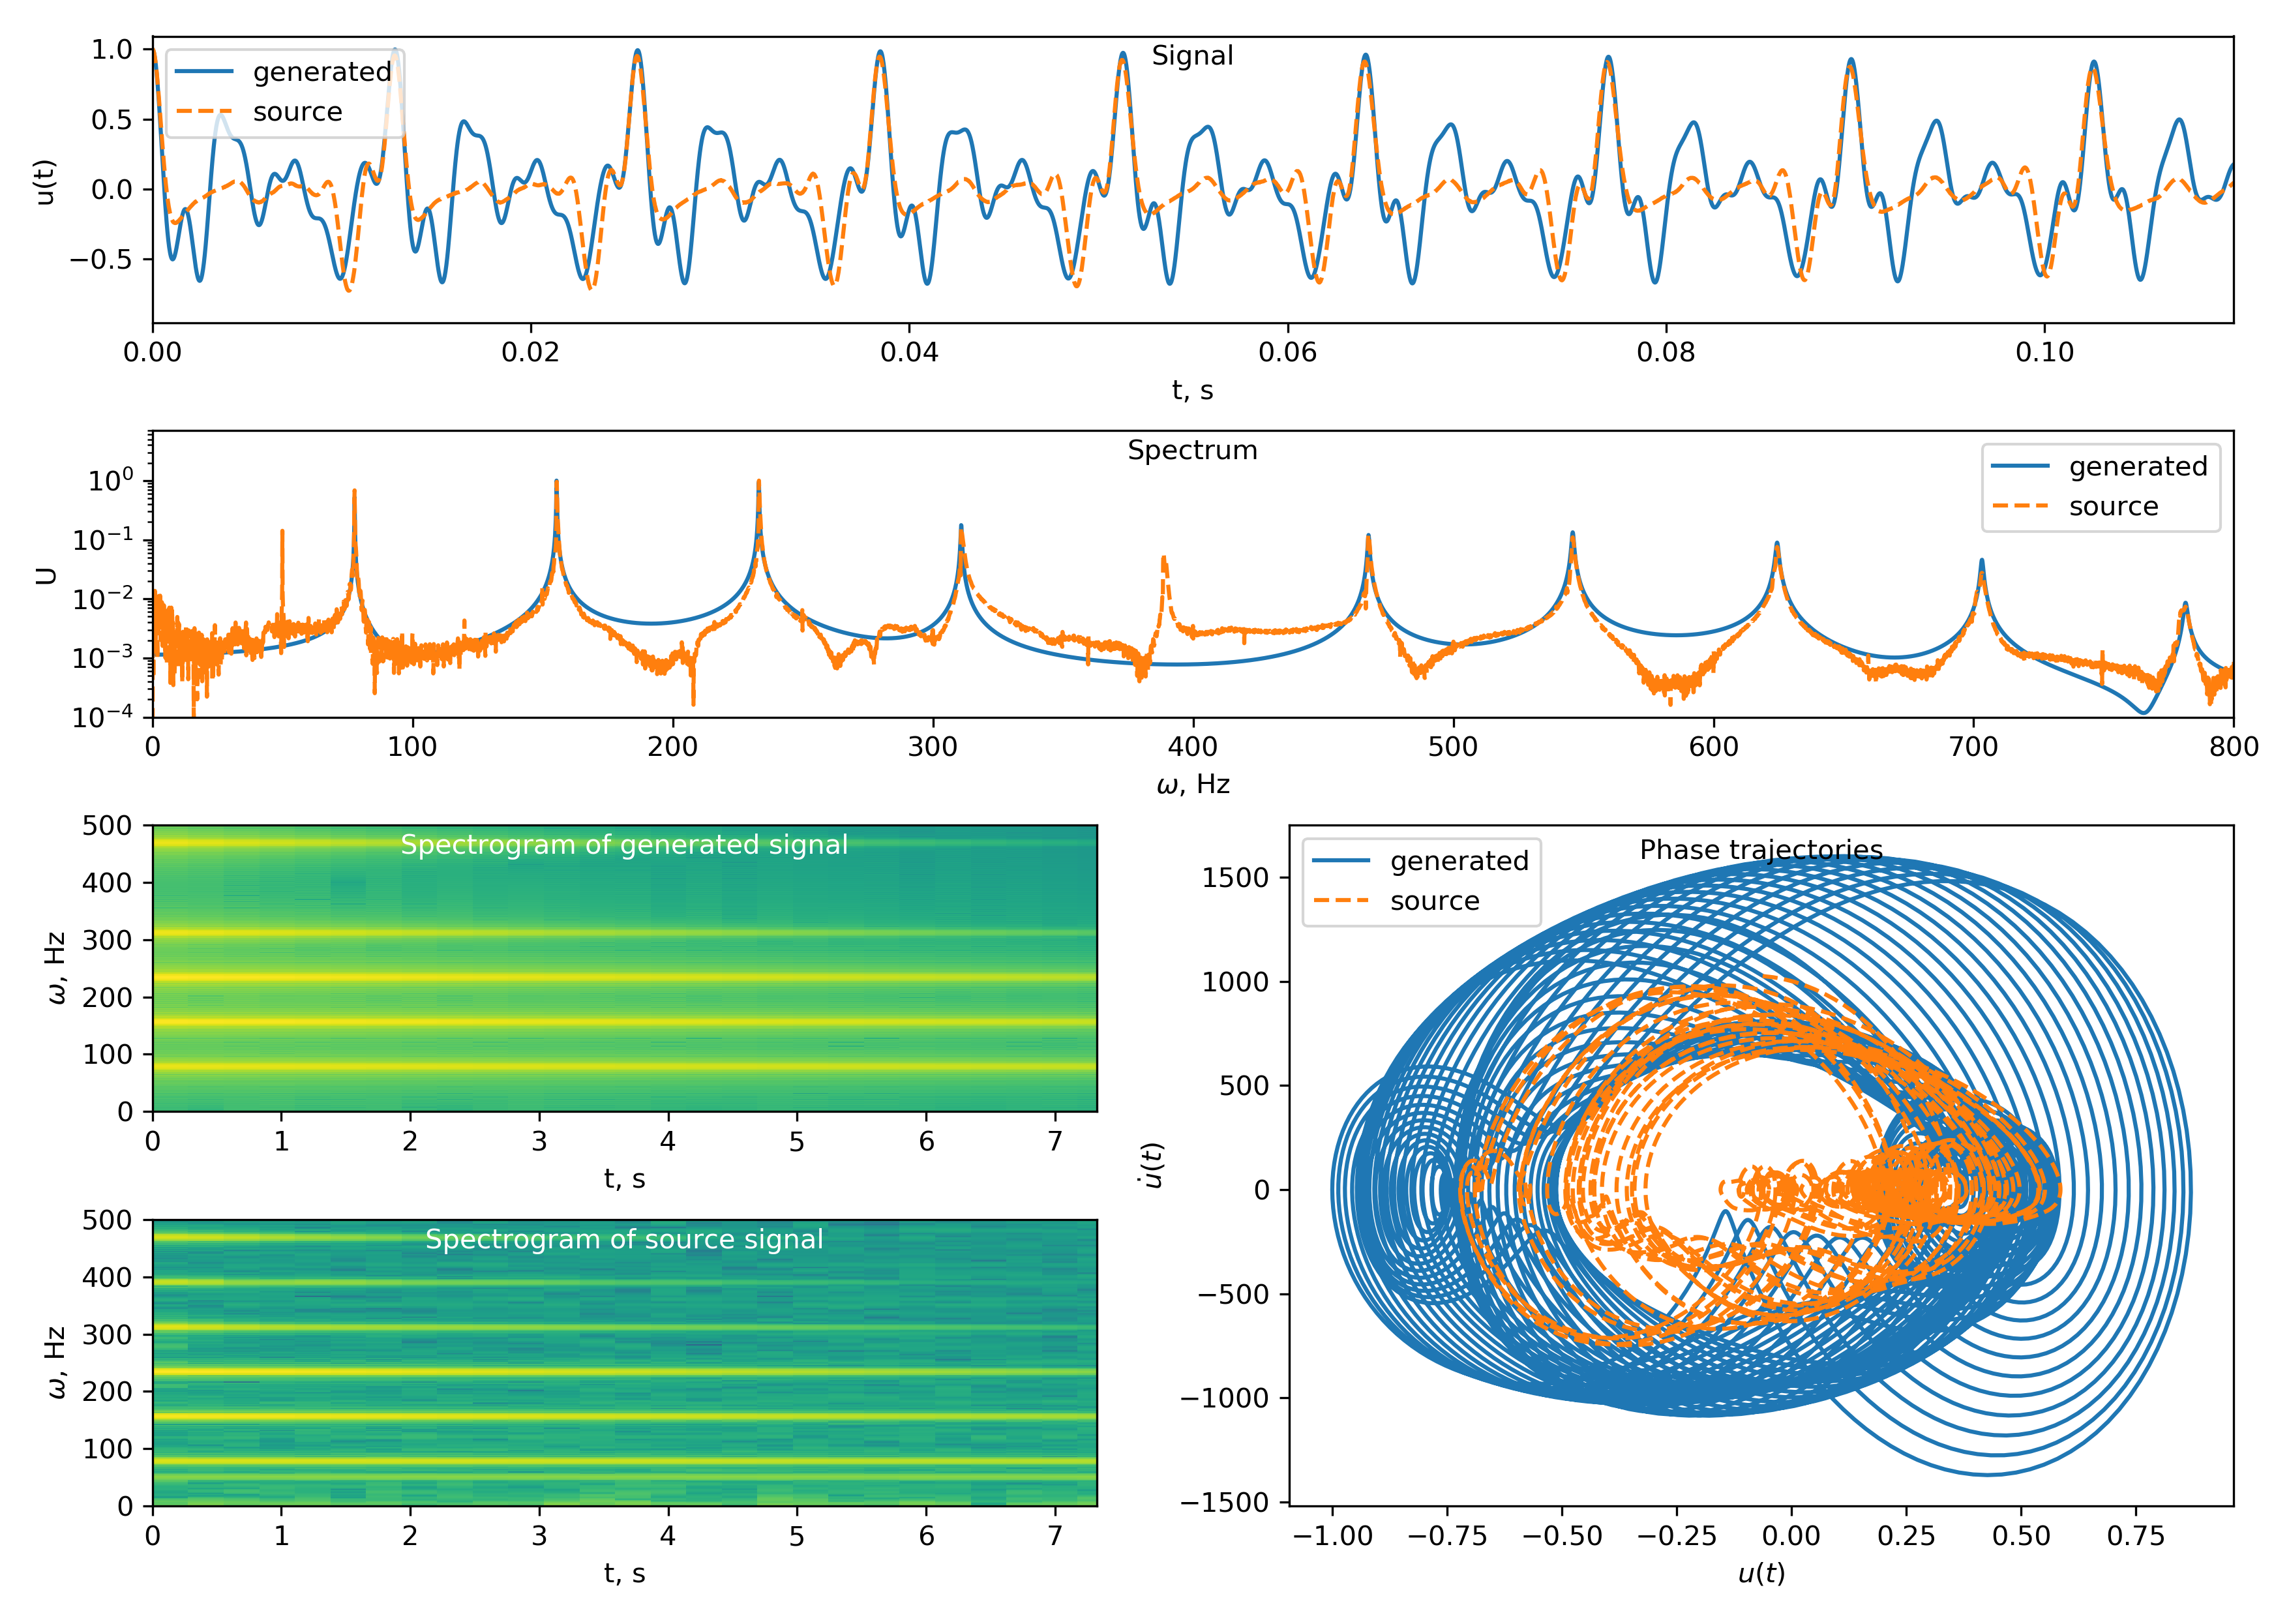 Signal
generated
source
1.0
0.5
0.0
−0.5
u(t)
0.00 0.02 0.04 0.06 0.08 0.10
t, s
Spectrum
generated
source
10⁰
10⁻¹
10⁻²
10⁻³
10⁻⁴
U
0 100 200 300 400 500 600 700 800
ω, Hz
Spectrogram of generated signal
500
400
300
200
100
0
ω, Hz
0 1 2 3 4 5 6 7
t, s
Spectrogram of source signal
500
400
300
200
100
0
ω, Hz
0 1 2 3 4 5 6 7
t, s
Phase trajectories
generated
source
1500
1000
500
0
−500
−1000
−1500
u̇(t)
−1.00 −0.75 −0.50 −0.25 0.00 0.25 0.50 0.75
u(t)